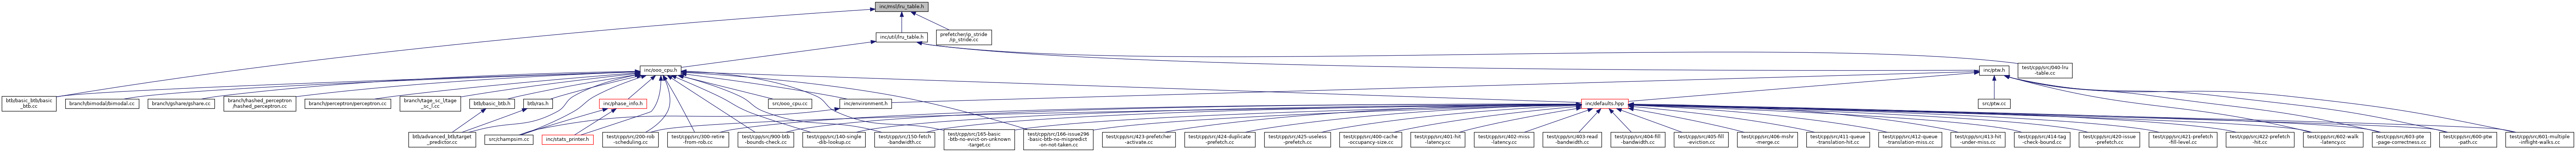 inc/msl/lru_table.h
inc/util/lru_table.h
prefetcher/ip_stride
/ip_stride.cc
inc/ooo_cpu.h
inc/ptw.h
test/cpp/src/040-lru
-table.cc
btb/basic_btb/basic
_btb.cc
branch/bimodal/bimodal.cc
branch/gshare/gshare.cc
branch/hashed_perceptron
/hashed_perceptron.cc
branch/perceptron/perceptron.cc
branch/tage_sc_l/tage
_sc_l.cc
btb/basic_btb.h
btb/ras.h
inc/phase_info.h
src/ooo_cpu.cc
inc/environment.h
inc/defaults.hpp
src/ptw.cc
btb/advanced_btb/target
_predictor.cc
src/champsim.cc
inc/stats_printer.h
test/cpp/src/200-rob
-scheduling.cc
test/cpp/src/300-retire
-from-rob.cc
test/cpp/src/900-btb
-bounds-check.cc
test/cpp/src/140-single
-dib-lookup.cc
test/cpp/src/150-fetch
-bandwidth.cc
test/cpp/src/165-basic
-btb-no-evict-on-unknown
-target.cc
test/cpp/src/166-issue296
-basic-btb-no-mispredict
-on-not-taken.cc
test/cpp/src/423-prefetcher
-activate.cc
test/cpp/src/424-duplicate
-prefetch.cc
test/cpp/src/425-useless
-prefetch.cc
test/cpp/src/400-cache
-occupancy-size.cc
test/cpp/src/401-hit
-latency.cc
test/cpp/src/402-miss
-latency.cc
test/cpp/src/403-read
-bandwidth.cc
test/cpp/src/404-fill
-bandwidth.cc
test/cpp/src/405-fill
-eviction.cc
test/cpp/src/406-mshr
-merge.cc
test/cpp/src/411-queue
-translation-hit.cc
test/cpp/src/412-queue
-translation-miss.cc
test/cpp/src/413-hit
-under-miss.cc
test/cpp/src/414-tag
-check-bound.cc
test/cpp/src/420-issue
-prefetch.cc
test/cpp/src/421-prefetch
-fill-level.cc
test/cpp/src/422-prefetch
-hit.cc
test/cpp/src/602-walk
-latency.cc
test/cpp/src/603-pte
-page-correctness.cc
test/cpp/src/600-ptw
-path.cc
test/cpp/src/601-multiple
-inflight-walks.cc